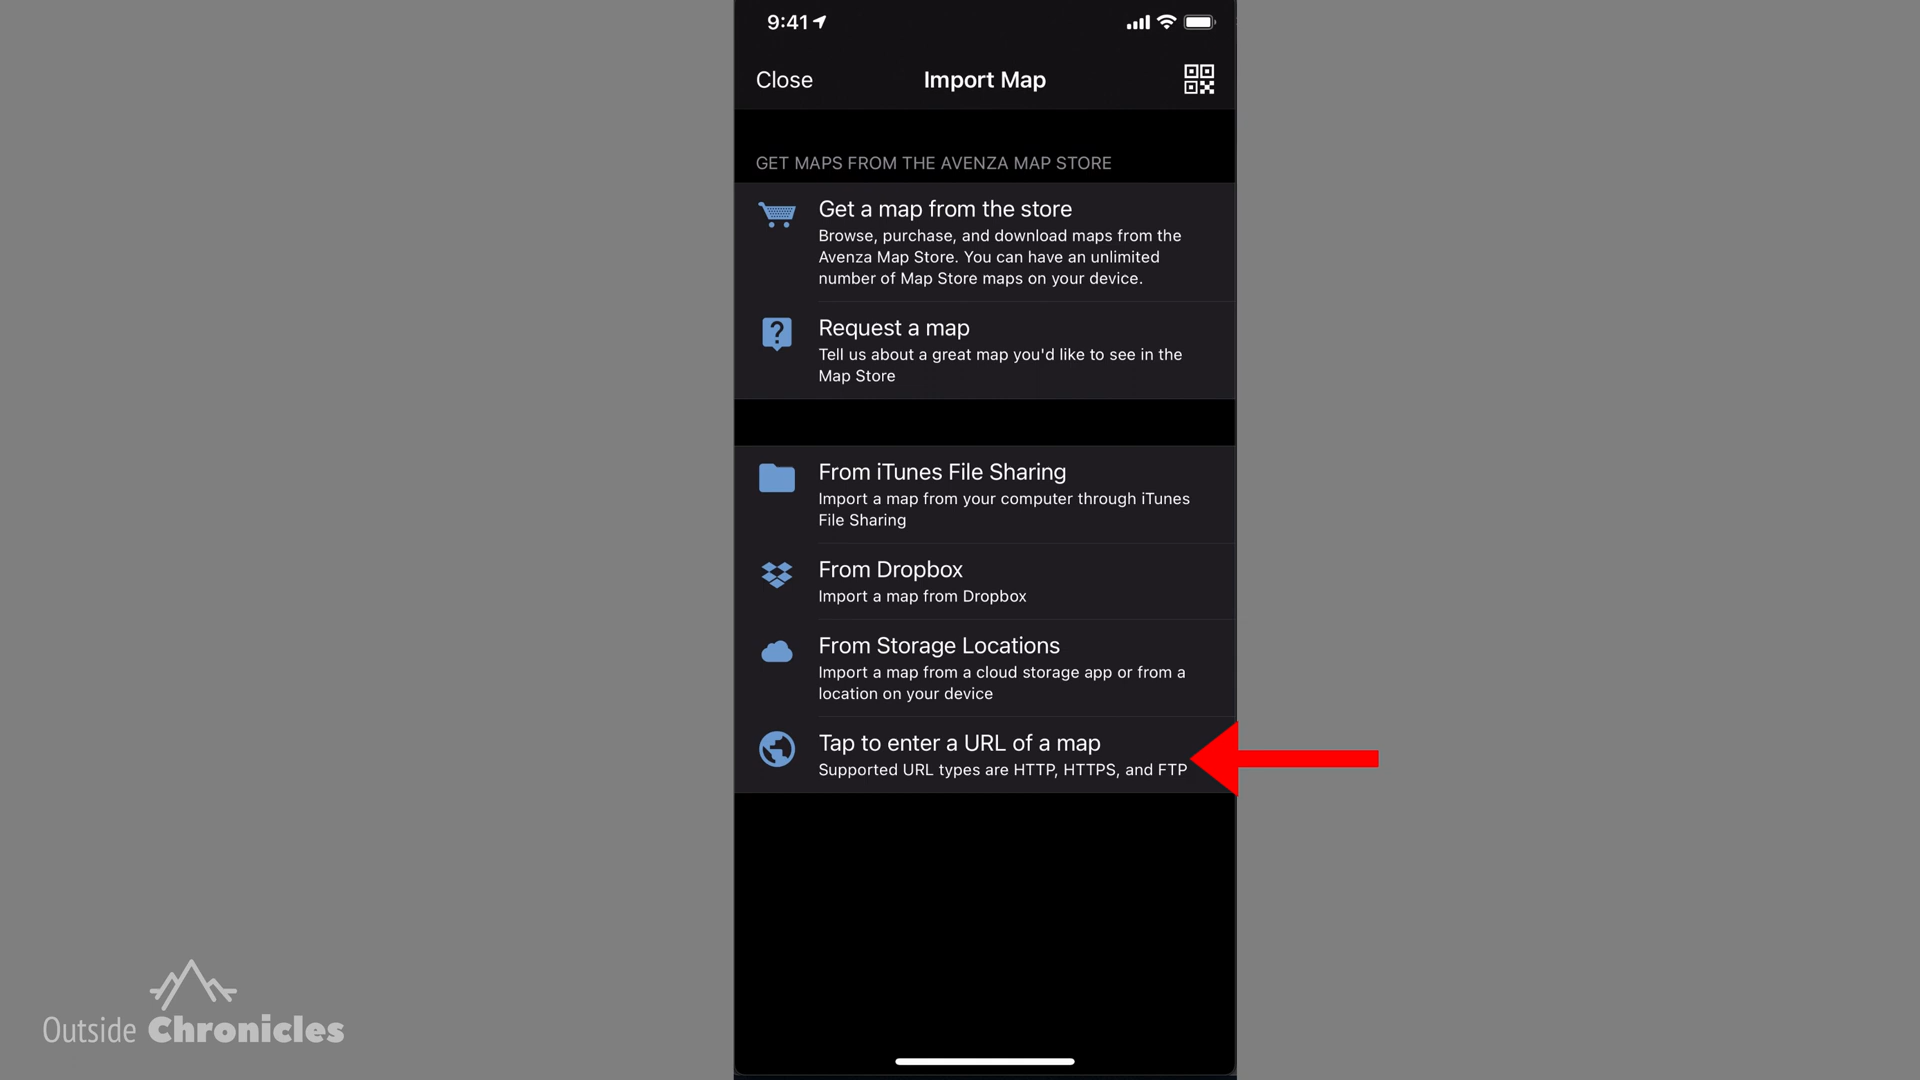 9:41
Close
Import Map
GET MAPS FROM THE AVENZA MAP STORE
Get a map from the store
Browse, purchase, and download maps from the
Avenza Map Store. You can have an unlimited
number of Map Store maps on your device.
Request a map
Tell us about a great map you'd like to see in the
Map Store
From iTunes File Sharing
Import a map from your computer through iTunes
File Sharing
From Dropbox
Import a map from Dropbox
From Storage Locations
Import a map from a cloud storage app or from a
location on your device
Tap to enter a URL of a map
Supported URL types are HTTP, HTTPS, and FTP
Outside Chronicles